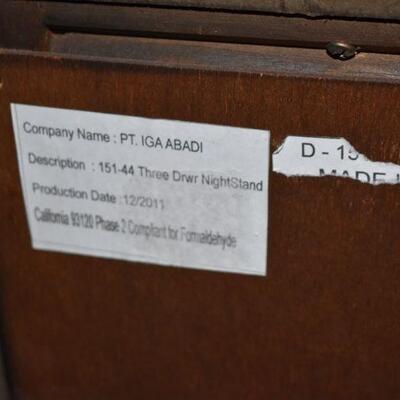 Company Name : PT. IGA ABADI
Description : 151-44 Three Drwr NightStand
Production Date :12/2011
California 93120 Phase 2 Compliant for Formaldehyde
D - 15
MADE